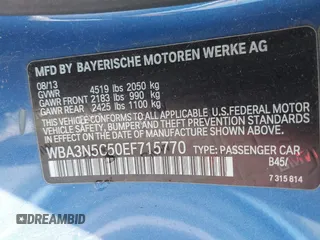 MFD BY BAYERISCHE MOTOREN WERKE AG
08/13
GVWR 4519 lbs 2050 kg
GAWR FRONT 2183 lbs 990 kg
GAWR REAR 2425 lbs 1100 kg
THIS VEHICLE CONFORMS TO ALL APPLICABLE U.S. FEDERAL
MOTOR VEHICLE SAFETY, BUMPER, AND THEFT PREVENTION
STANDARDS IN EFFECT ON THE DATE OF MANUFACTURE SHOWN ABOVE.
WBA3N5C50EF715770 TYPE: PASSENGER CAR
B45/
7 315 814
DREAMBID